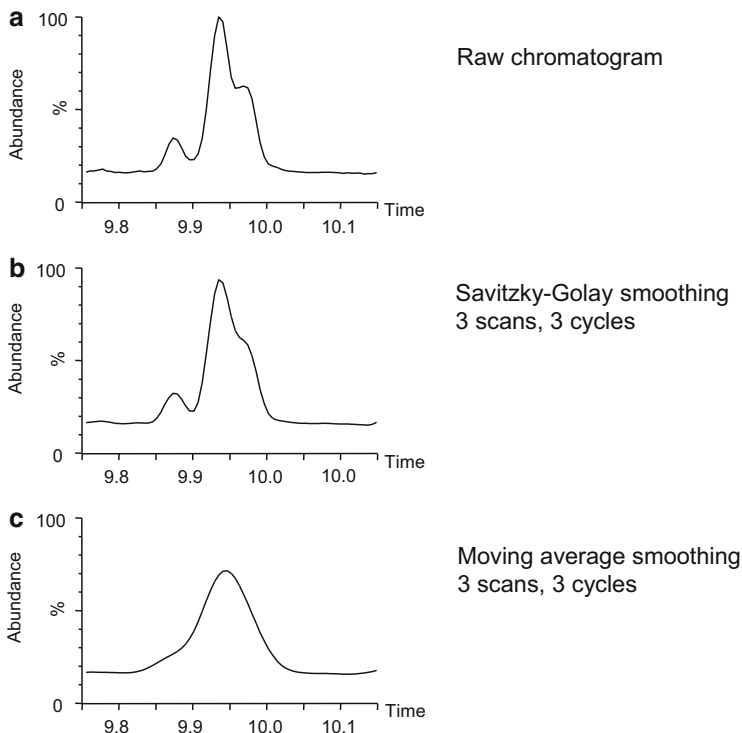 a
100
Abundance
%
0
9.8 9.9 10.0 10.1
Time
Raw chromatogram
b
100
Abundance
%
0
9.8 9.9 10.0 10.0
Time
Savitzky-Golay smoothing
3 scans, 3 cycles
c
100
Abundance
%
0
9.8 9.9 10.0 10.1
Time
Moving average smoothing
3 scans, 3 cycles